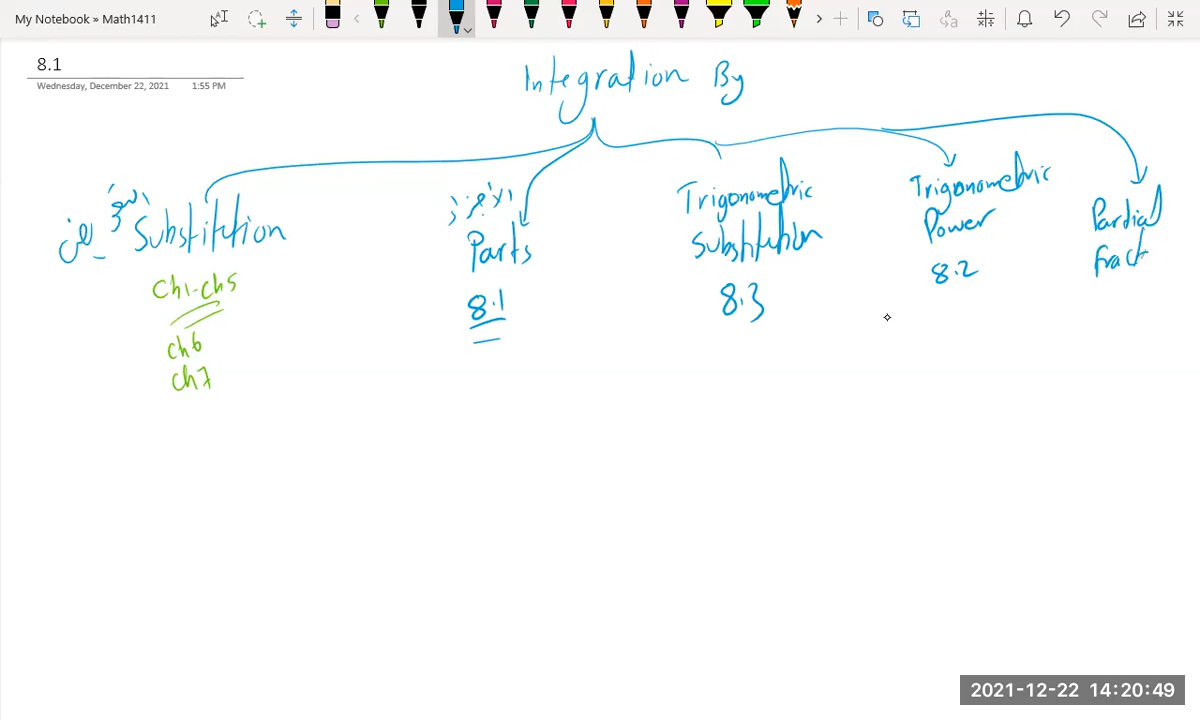 My Notebook » Math1411
8.1
Wednesday, December 22, 2021 1:55 PM
Integration By
Substitution
ch1-ch5
ch6
ch7
Parts
8.1
Trigonometric
substitution
8.3
Trigonometric
Power
8.2
Partial
fract
2021-12-22 14:20:49